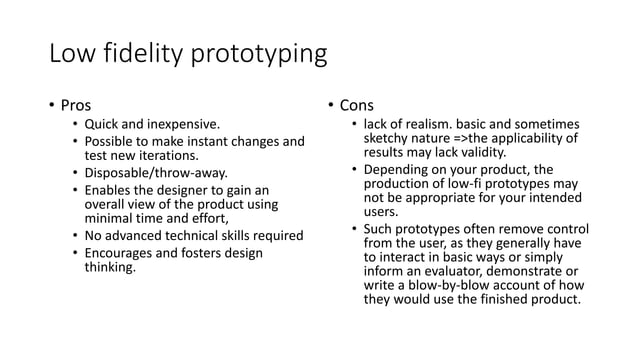 Low fidelity prototyping
• Pros
• Quick and inexpensive.
• Possible to make instant changes and
test new iterations.
• Disposable/throw-away.
• Enables the designer to gain an
overall view of the product using
minimal time and effort,
• No advanced technical skills required
• Encourages and fosters design
thinking.
• Cons
• lack of realism. basic and sometimes
sketchy nature =>the applicability of
results may lack validity.
• Depending on your product, the
production of low-fi prototypes may
not be appropriate for your intended
users.
• Such prototypes often remove control
from the user, as they generally have
to interact in basic ways or simply
inform an evaluator, demonstrate or
write a blow-by-blow account of how
they would use the finished product.